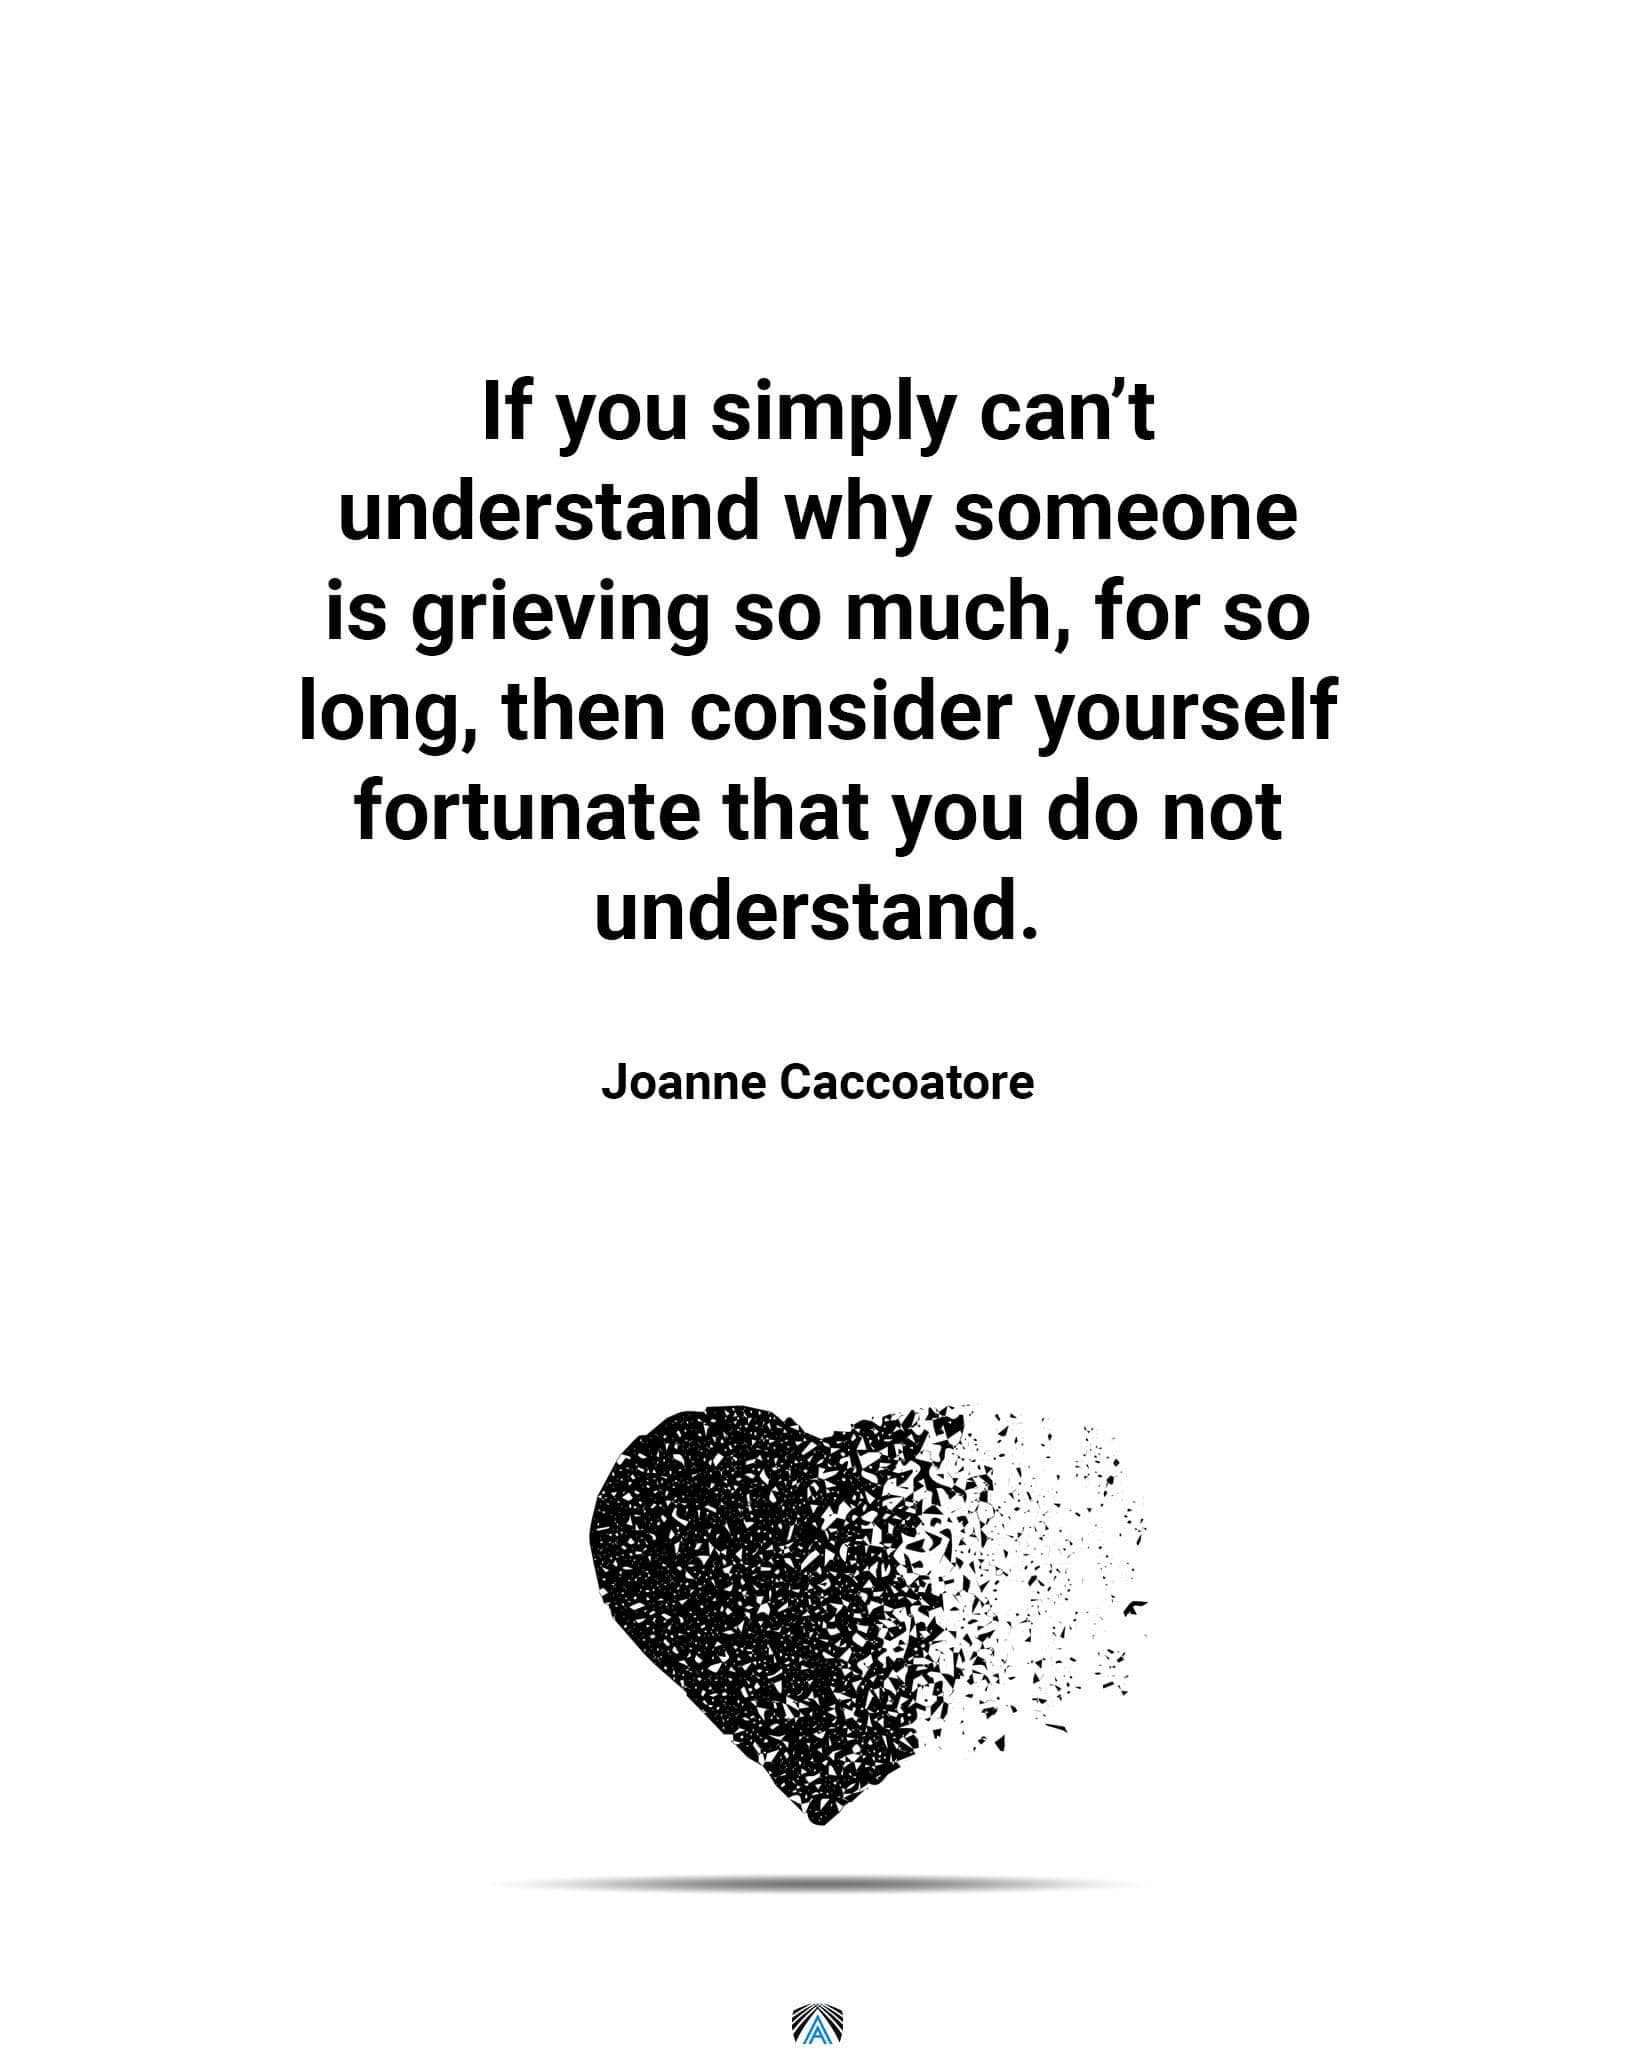 If you simply can’t
understand why someone
is grieving so much, for so
long, then consider yourself
fortunate that you do not
understand.
Joanne Caccoatore